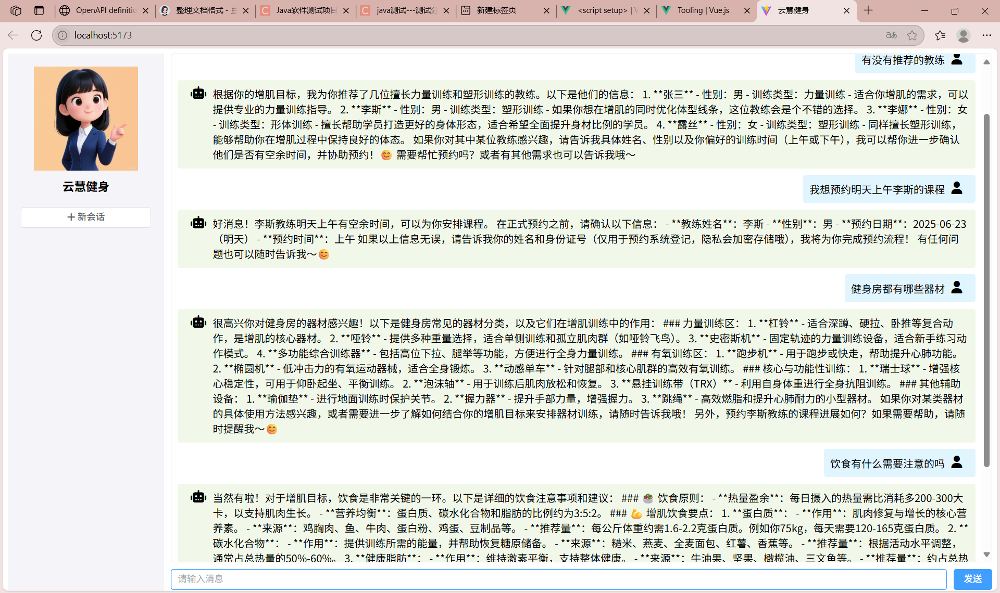 OpenAPI definitio
整理文档格式 - 豆
Java软件测试项目
java测试---测试分
新建标签页
<script setup> | V
Tooling | Vue.js
云慧健身
localhost:5173
云慧健身
新会话
有没有推荐的教练
根据你的增肌目标，我为你推荐了几位擅长力量训练和塑形训练的教练。以下是他们的信息： 1. **张三** - 性别：男 - 训练类型：力量训练 - 适合你增肌的需求，可以
提供专业的力量训练指导。 2. **李斯** - 性别：男 - 训练类型：塑形训练 - 如果你想在增肌的同时优化体型线条，这位教练会是个不错的选择。 3. **李娜** - 性别：女
- 训练类型：形体训练 - 擅长帮助学员打造更好的身体形态，适合希望全面提升身材比例的学员。 4. **露丝** - 性别：女 - 训练类型：塑形训练 - 同样擅长塑形训练，
能够帮助你在增肌过程中保持良好的体态。 如果你对其中某位教练感兴趣，请告诉我具体姓名、性别以及你偏好的训练时间（上午或下午），我可以帮你进一步确认
他们是否有空余时间，并协助预约！ 😊 需要帮忙预约吗？或者有其他需求也可以告诉我哦～
我想预约明天上午李斯的课程
好消息！李斯教练明天上午有空余时间，可以为你安排课程。 在正式预约之前，请确认以下信息： - **教练姓名**：李斯 - **性别**：男 - **预约日期**：2025-06-23
（明天） - **预约时间**：上午 如果以上信息无误，请告诉我你的姓名和身份证号（仅用于预约系统登记，隐私会加密存储哦），我将为你完成预约流程！ 有任何问
题也可以随时告诉我～😊
健身房都有哪些器材
很高兴你对健身房的器材感兴趣！以下是健身房常见的器材分类，以及它们在增肌训练中的作用： ### 力量训练区： 1. **杠铃** - 适合深蹲、硬拉、卧推等复合动
作，是增肌的核心器材。 2. **哑铃** - 提供多种重量选择，适合单侧训练和孤立肌肉群（如哑铃飞鸟）。 3. **史密斯机** - 固定轨迹的力量训练设备，适合新手练习动
作模式。 4. **多功能综合训练器** - 包括高位下拉、腿举等功能，方便进行全身力量训练。 ### 有氧训练区： 1. **跑步机** - 用于跑步或快走，帮助提升心肺功能。
2. **椭圆机** - 低冲击力的有氧运动器械，适合全身锻炼。 3. **动感单车** - 针对腿部和核心肌群的高效有氧训练。 ### 核心与功能性训练： 1. **瑞士球** - 增强核
心稳定性，可用于仰卧起坐、平衡训练。 2. **泡沫轴** - 用于训练后肌肉放松和恢复。 3. **悬挂训练带（TRX）** - 利用自身体重进行全身抗阻训练。 ### 其他辅助
设备： 1. **瑜伽垫** - 进行地面训练时保护关节。 2. **握力器** - 提升手部力量，增强握力。 3. **跳绳** - 高效燃脂和提升心肺耐力的小型器材。 如果你对某类器材
的具体使用方法感兴趣，或者需要进一步了解如何结合你的增肌目标来安排器材训练，请随时告诉我哦！ 另外，预约李斯教练的课程进展如何？如果需要帮助，请随
时提醒我～😊
饮食有什么需要注意的吗
当然有啦！对于增肌目标，饮食是非常关键的一环。以下是详细的饮食注意事项和建议： ### 🥗 饮食原则： - **热量盈余**：每日摄入的热量需比消耗多200-300大
卡，以支持肌肉生长。 - **营养均衡**：蛋白质、碳水化合物和脂肪的比例约为3:5:2。 ### 💪 增肌饮食要点： 1. **蛋白质**： - **作用**：肌肉修复与增长的核心营
养素。 - **来源**：鸡胸肉、鱼、牛肉、蛋白粉、鸡蛋、豆制品等。 - **推荐量**：每公斤体重约需1.6-2.2克蛋白质。例如你75kg，每天需要120-165克蛋白质。 2. **
碳水化合物**： - **作用**：提供训练所需的能量，并帮助恢复糖原储备。 - **来源**：糙米、燕麦、全麦面包、红薯、香蕉等。 - **推荐量**：根据活动水平调整，
通常占总热量的50%-60%。 3. **健康脂肪**： - **作用**：维持激素平衡，支持整体健康。 - **来源**：牛油果、坚果、橄榄油、三文鱼等。 - **推荐量**：约占总热
请输入消息
发送